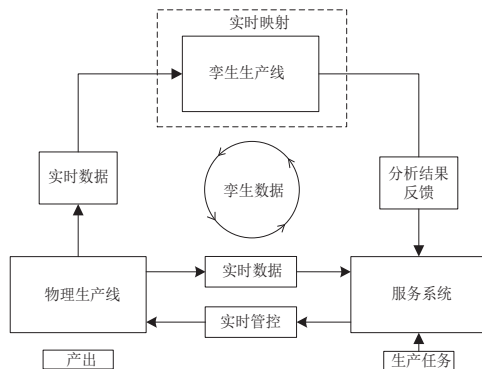 实时映射
孪生生产线
实时数据
孪生数据
分析结果
反馈
物理生产线
实时数据
服务系统
实时管控
产出
生产任务